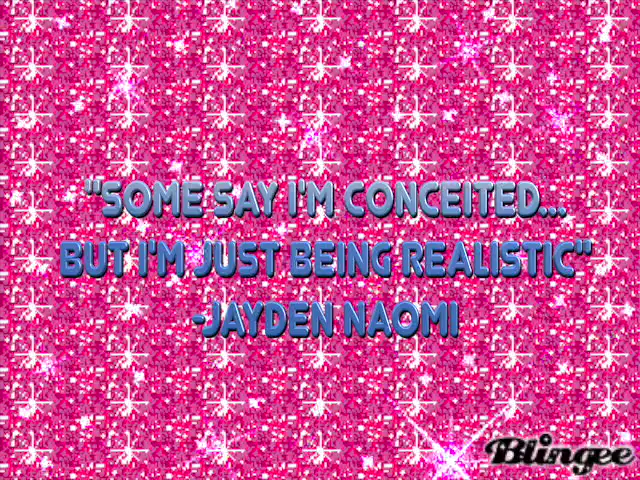 "SOME SAY I'M CONCEITED...
BUT I'M JUST BEING REALISTIC"
-JAYDEN NAOMI
Blingee